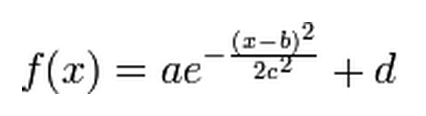 f(x) = ae^{-\frac{(x-b)^2}{2c^2}} + d